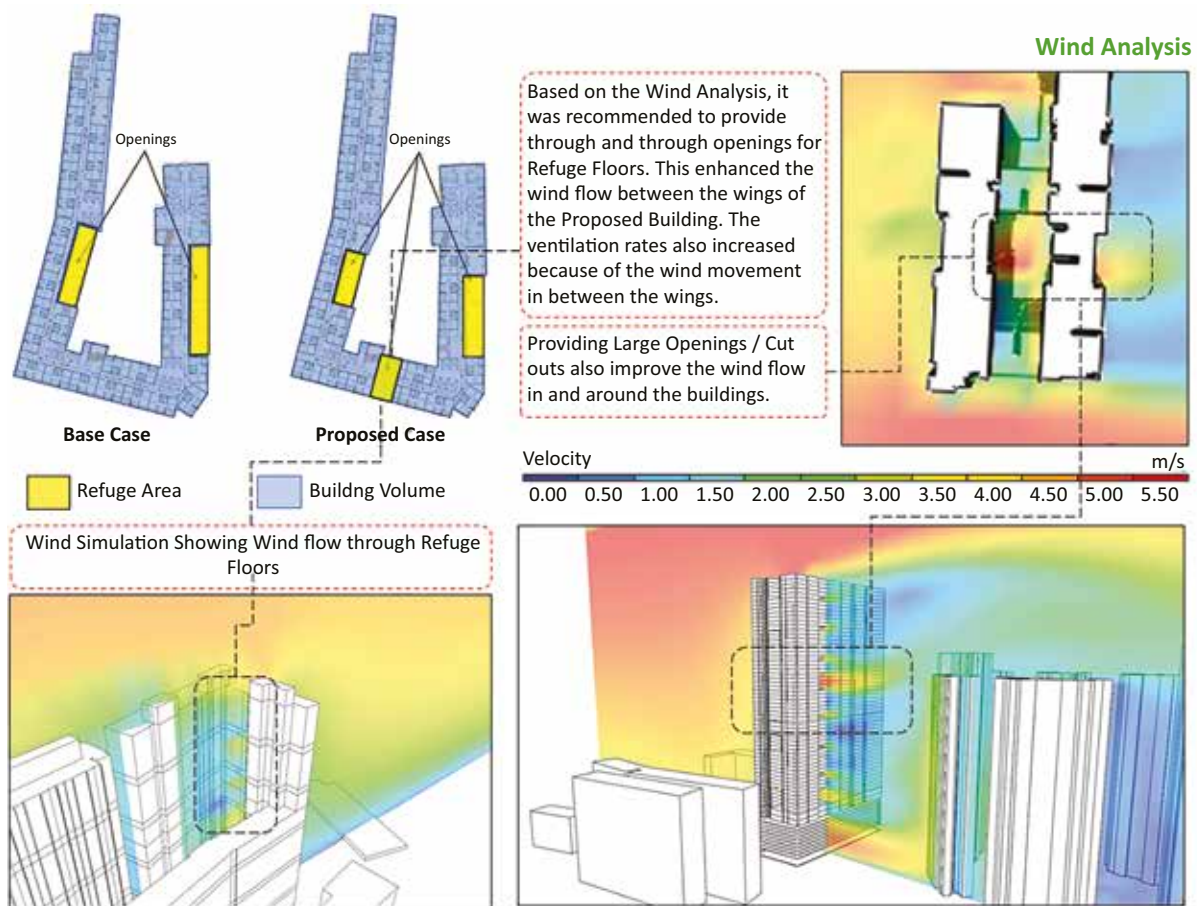 Wind Analysis
Openings
Openings
Base Case
Proposed Case
Refuge Area
Buildng Volume
Based on the Wind Analysis, it
was recommended to provide
through and through openings for
Refuge Floors. This enhanced the
wind flow between the wings of
the Proposed Building. The
ventilation rates also increased
because of the wind movement
in between the wings.
Providing Large Openings / Cut
outs also improve the wind flow
in and around the buildings.
Velocity
m/s
0.00 0.50 1.00 1.50 2.00 2.50 3.00 3.50 4.00 4.50 5.00 5.50
Wind Simulation Showing Wind flow through Refuge
Floors